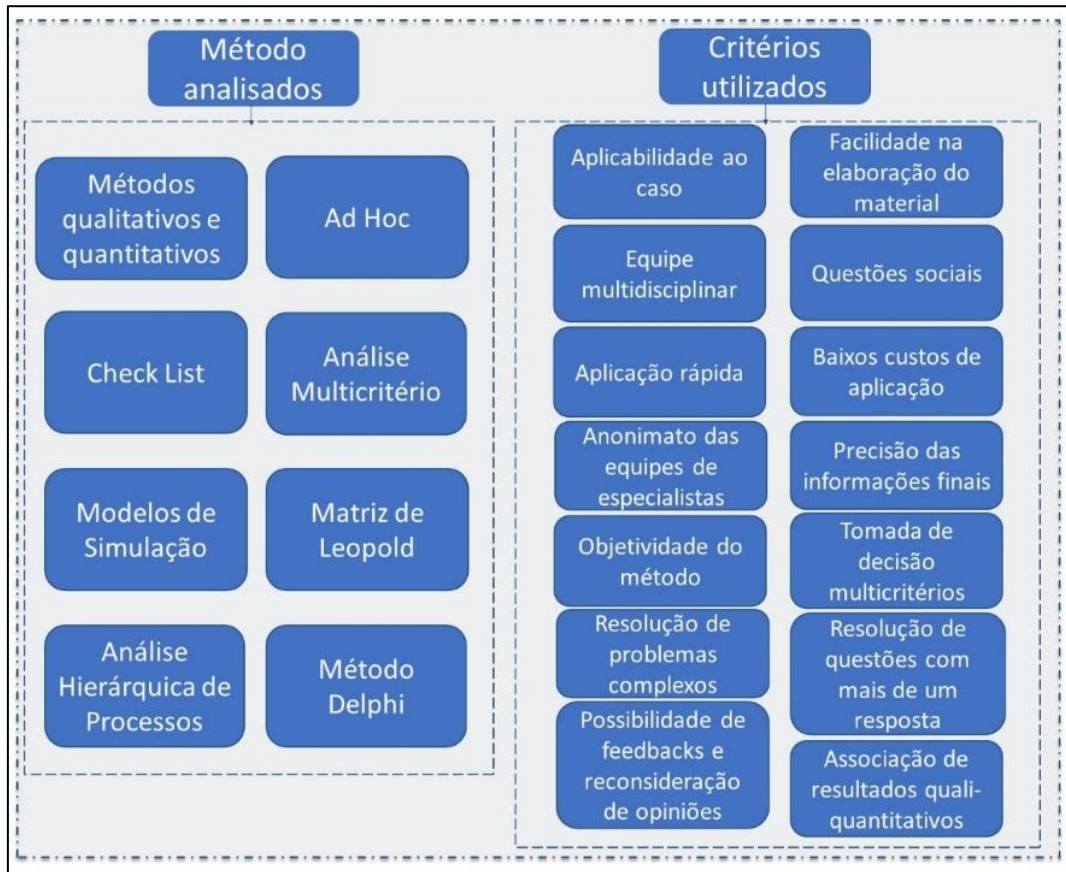 Método
analisados
Métodos
qualitativos e
quantitativos
Ad Hoc
Check List
Análise
Multicritério
Modelos de
Simulação
Matriz de
Leopold
Análise
Hierárquica de
Processos
Método
Delphi
Critérios
utilizados
Aplicabilidade ao
caso
Facilidade na
elaboração do
material
Equipe
multidisciplinar
Questões sociais
Aplicação rápida
Baixos custos de
aplicação
Anonimato das
equipes de
especialistas
Precisão das
informações finais
Objetividade do
método
Tomada de
decisão
multicritérios
Resolução de
problemas
complexos
Resolução de
questões com
mais de um
resposta
Possibilidade de
feedbacks e
reconsideração
de opiniões
Associação de
resultados quali-
quantitativos